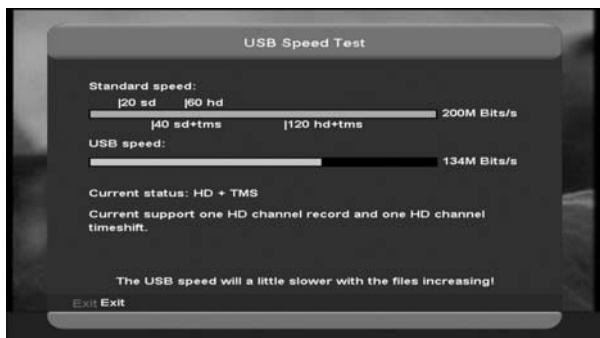 USB Speed Test
Standard speed:
|20 sd |60 hd
200M Bits/s
|40 sd+tms |120 hd+tms
USB speed:
134M Bits/s
Current status: HD + TMS
Current support one HD channel record and one HD channel
timeshift.
The USB speed will a little slower with the files increasing!
Exit Exit